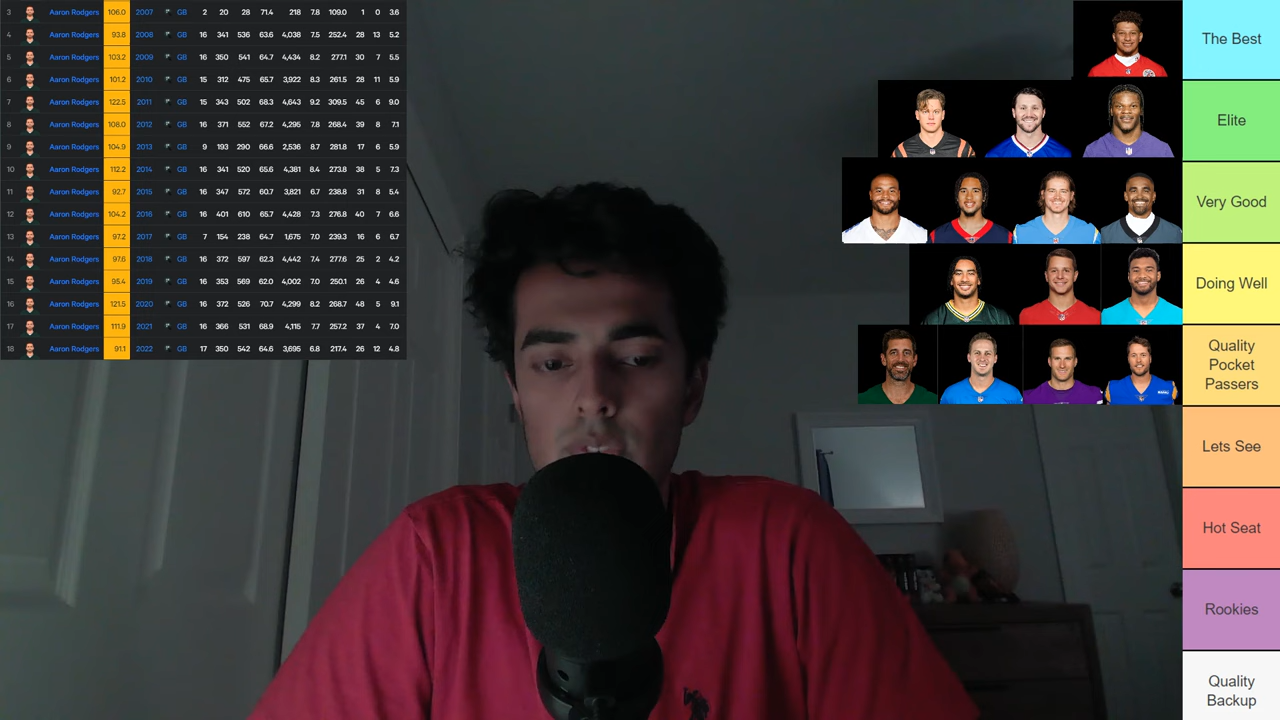 3 Aaron Rodgers 106.0 2007 GB 2 20 28 71.4 218 7.8 109.0 1 0 3.6
4 Aaron Rodgers 93.8 2008 GB 16 341 536 63.6 4,038 7.5 252.4 28 13 5.2
5 Aaron Rodgers 103.2 2009 GB 16 350 541 64.7 4,434 8.2 277.1 30 7 5.5
6 Aaron Rodgers 101.2 2010 GB 15 312 475 65.7 3,922 8.3 261.5 28 11 5.9
7 Aaron Rodgers 122.5 2011 GB 15 343 502 68.3 4,643 9.2 309.5 45 6 9.0
8 Aaron Rodgers 108.0 2012 GB 16 371 552 67.2 4,295 7.8 268.4 39 8 7.1
9 Aaron Rodgers 104.9 2013 GB 9 193 290 66.6 2,536 8.7 281.8 17 6 5.9
10 Aaron Rodgers 112.2 2014 GB 16 341 520 65.6 4,381 8.4 273.8 38 5 7.3
11 Aaron Rodgers 92.7 2015 GB 16 347 572 60.7 3,821 6.7 238.8 31 8 5.4
12 Aaron Rodgers 104.2 2016 GB 16 401 610 65.7 4,428 7.3 276.8 40 7 6.6
13 Aaron Rodgers 97.2 2017 GB 7 154 238 64.7 1,675 7.0 239.3 16 6 6.7
14 Aaron Rodgers 97.6 2018 GB 16 372 597 62.3 4,442 7.4 277.6 25 2 4.2
15 Aaron Rodgers 95.4 2019 GB 16 353 569 62.0 4,002 7.0 250.1 26 4 4.6
16 Aaron Rodgers 121.5 2020 GB 16 372 526 70.7 4,299 8.2 268.7 48 5 9.1
17 Aaron Rodgers 111.9 2021 GB 16 366 531 68.9 4,115 7.7 257.2 37 4 7.0
18 Aaron Rodgers 91.1 2022 GB 17 350 542 64.6 3,695 6.8 217.4 26 12 4.8
The Best
Elite
Very Good
Doing Well
Quality
Pocket
Passers
Lets See
Hot Seat
Rookies
Quality
Backup